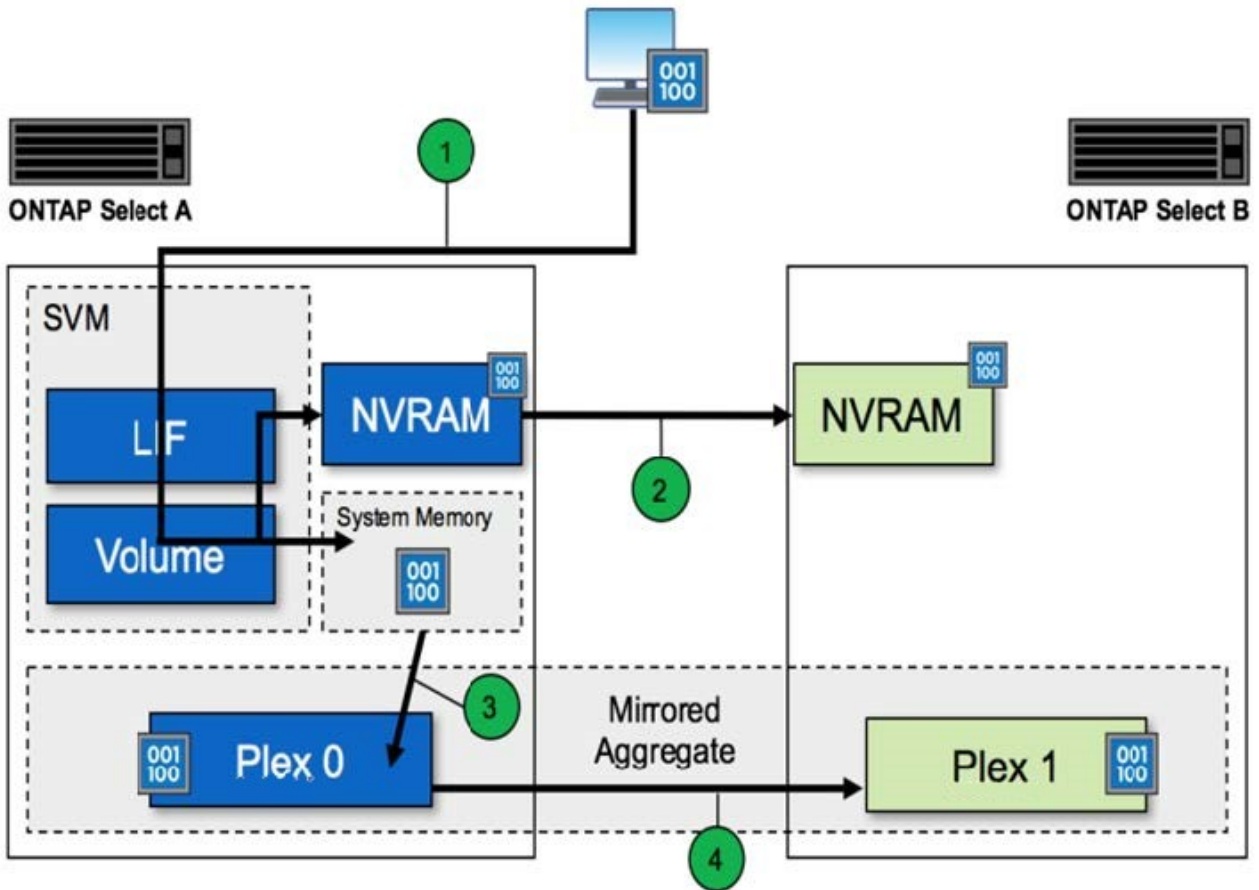 001
100
1
ONTAP Select A
ONTAP Select B
SVM
LIF
Volume
NVRAM
001
100
System Memory
001
100
2
NVRAM
001
100
3
001
100
Plex 0
Mirrored
Aggregate
Plex 1
001
100
4